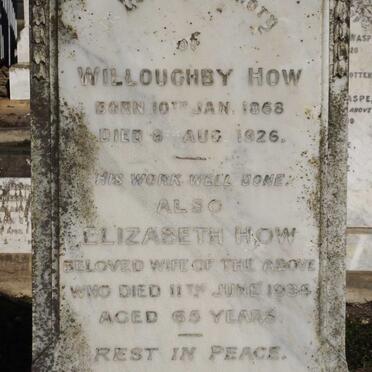 of
WILLOUGHBY HOW
BORN 10TH JAN. 1868
DIED 9TH AUG. 1926.
HIS WORK WELL DONE.
ALSO
ELIZABETH HOW
BELOVED WIFE OF THE ABOVE
WHO DIED 11TH JUNE 1934
AGED 65 YEARS
REST IN PEACE.